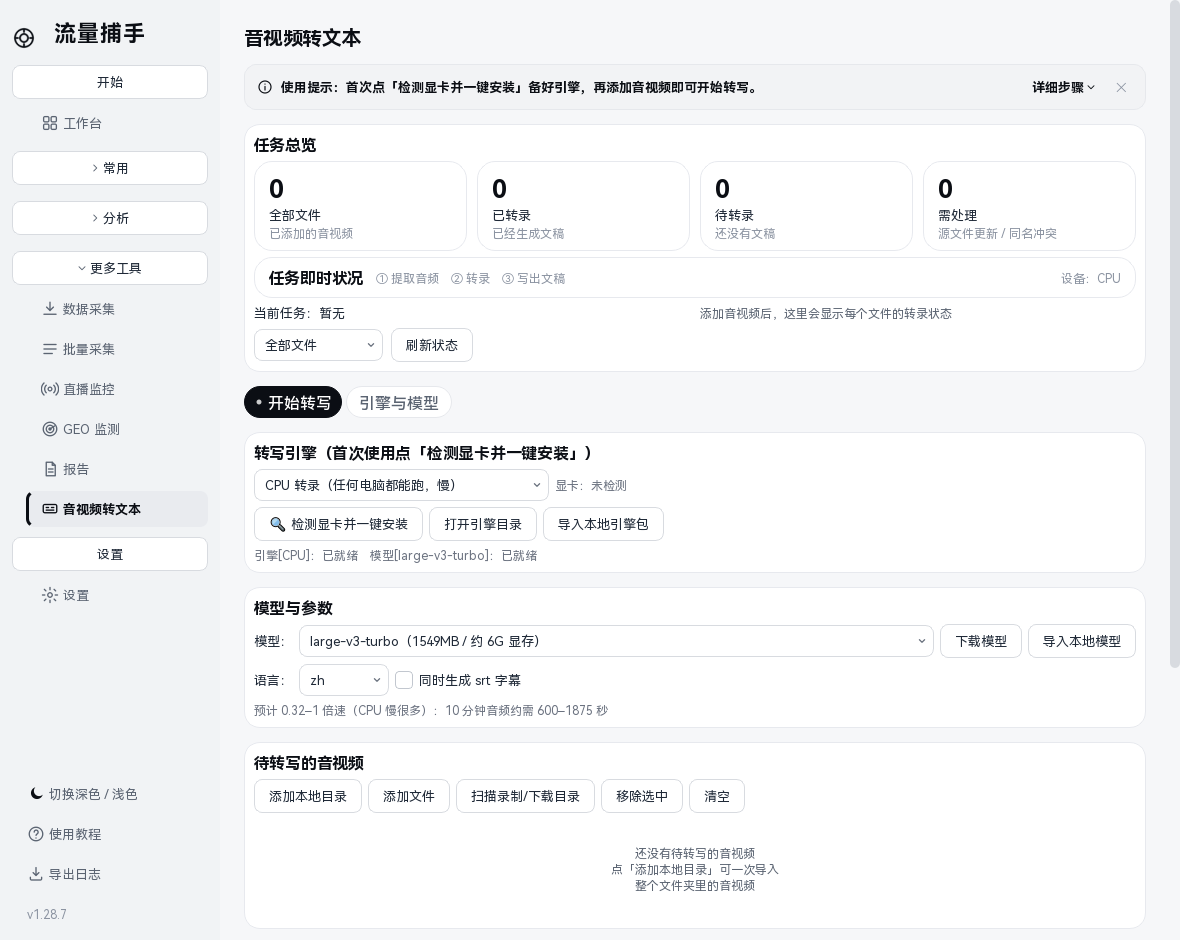 流量捕手
开始
工作台
常用
分析
更多工具
数据采集
批量采集
直播监控
GEO 监测
报告
音视频转文本
设置
设置
切换深色 / 浅色
使用教程
导出日志
v1.28.7
音视频转文本
使用提示：首次点「检测显卡并一键安装」备好引擎，再添加音视频即可开始转写。 详细步骤
任务总览
0
全部文件
已添加的音视频
0
已转录
已经生成文稿
0
待转录
还没有文稿
0
需处理
源文件更新 / 同名冲突
任务即时状况 ① 提取音频 ② 转录 ③ 写出文稿 设备：CPU
当前任务：暂无 添加音视频后，这里会显示每个文件的转录状态
全部文件 刷新状态
开始转写 引擎与模型
转写引擎（首次使用点「检测显卡并一键安装」）
CPU 转录（任何电脑都能跑，慢） 显卡：未检测
检测显卡并一键安装 打开引擎目录 导入本地引擎包
引擎[CPU]：已就绪 模型[large-v3-turbo]：已就绪
模型与参数
模型： large-v3-turbo（1549MB / 约 6G 显存） 下载模型 导入本地模型
语言： zh 同时生成 srt 字幕
预计 0.32–1 倍速（CPU 慢很多）：10 分钟音频约需 600–1875 秒
待转写的音视频
添加本地目录 添加文件 扫描录制/下载目录 移除选中 清空
还没有待转写的音视频
点「添加本地目录」可一次导入
整个文件夹里的音视频